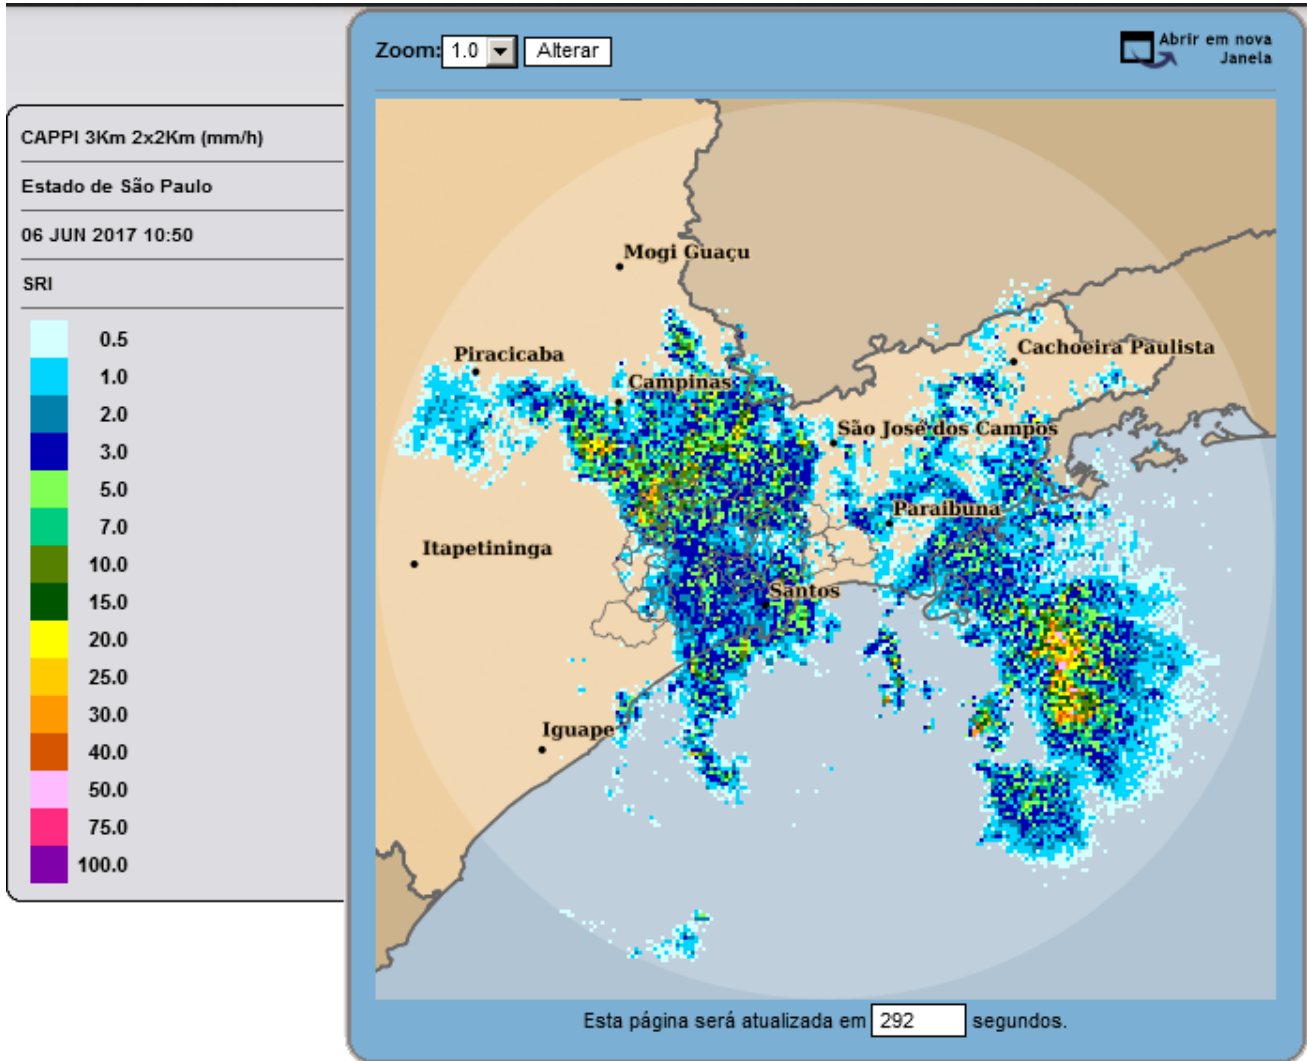 Zoom: 1.0 Alterar
Abrir em nova
Janela
CAPPI 3Km 2x2Km (mm/h)
Estado de São Paulo
06 JUN 2017 10:50
SRI
0.5
1.0
2.0
3.0
5.0
7.0
10.0
15.0
20.0
25.0
30.0
40.0
50.0
75.0
100.0
Mogi Guaçu
Piracicaba
Cachoeira Paulista
Campinas
São José dos Campos
Paraibuna
Itapetininga
Santos
Iguape
Esta página será atualizada em 292 segundos.